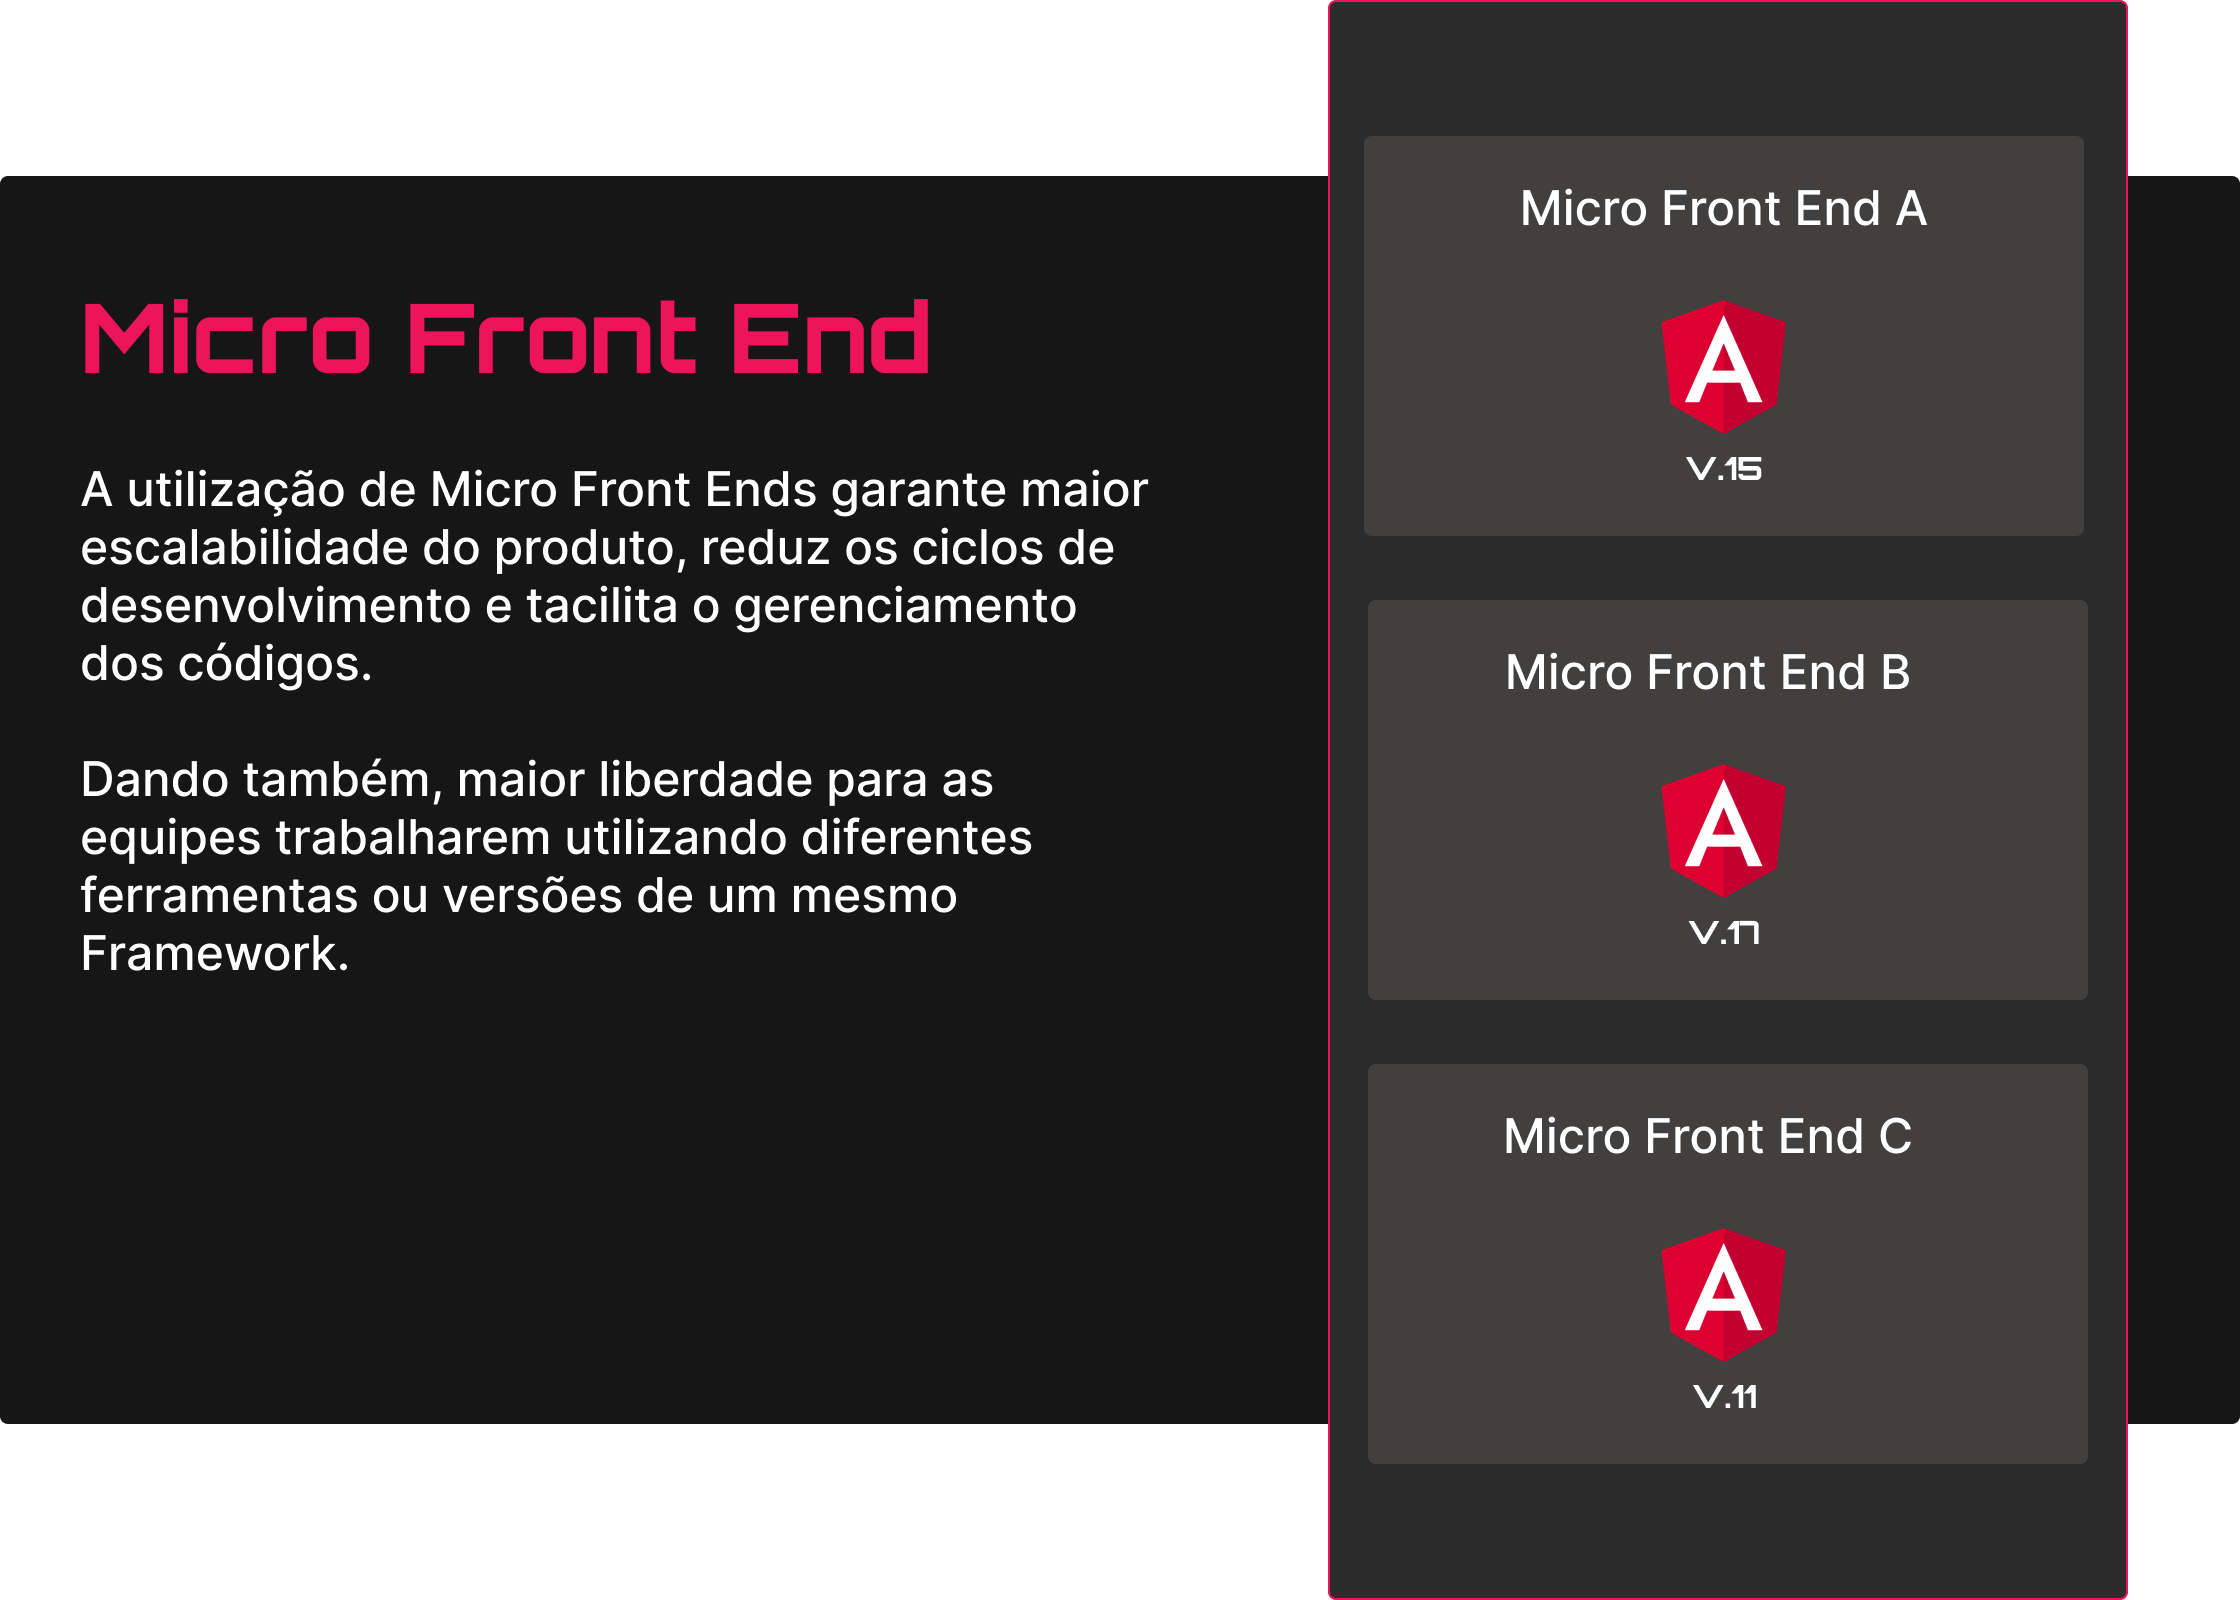 Micro Front End
A utilização de Micro Front Ends garante maior
escalabilidade do produto, reduz os ciclos de
desenvolvimento e tacilita o gerenciamento
dos códigos.
Dando também, maior liberdade para as
equipes trabalharem utilizando diferentes
ferramentas ou versões de um mesmo
Framework.
Micro Front End A
A
V.15
Micro Front End B
A
V.17
Micro Front End C
A
V.11